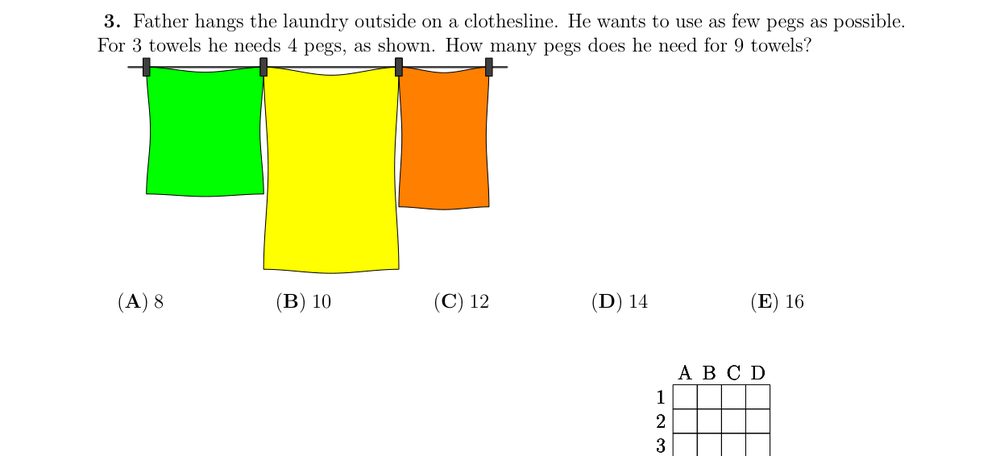 3. Father hangs the laundry outside on a clothesline. He wants to use as few pegs as possible.
For 3 towels he needs 4 pegs, as shown. How many pegs does he need for 9 towels?
(A) 8 (B) 10 (C) 12 (D) 14 (E) 16
A B C D
1
2
3